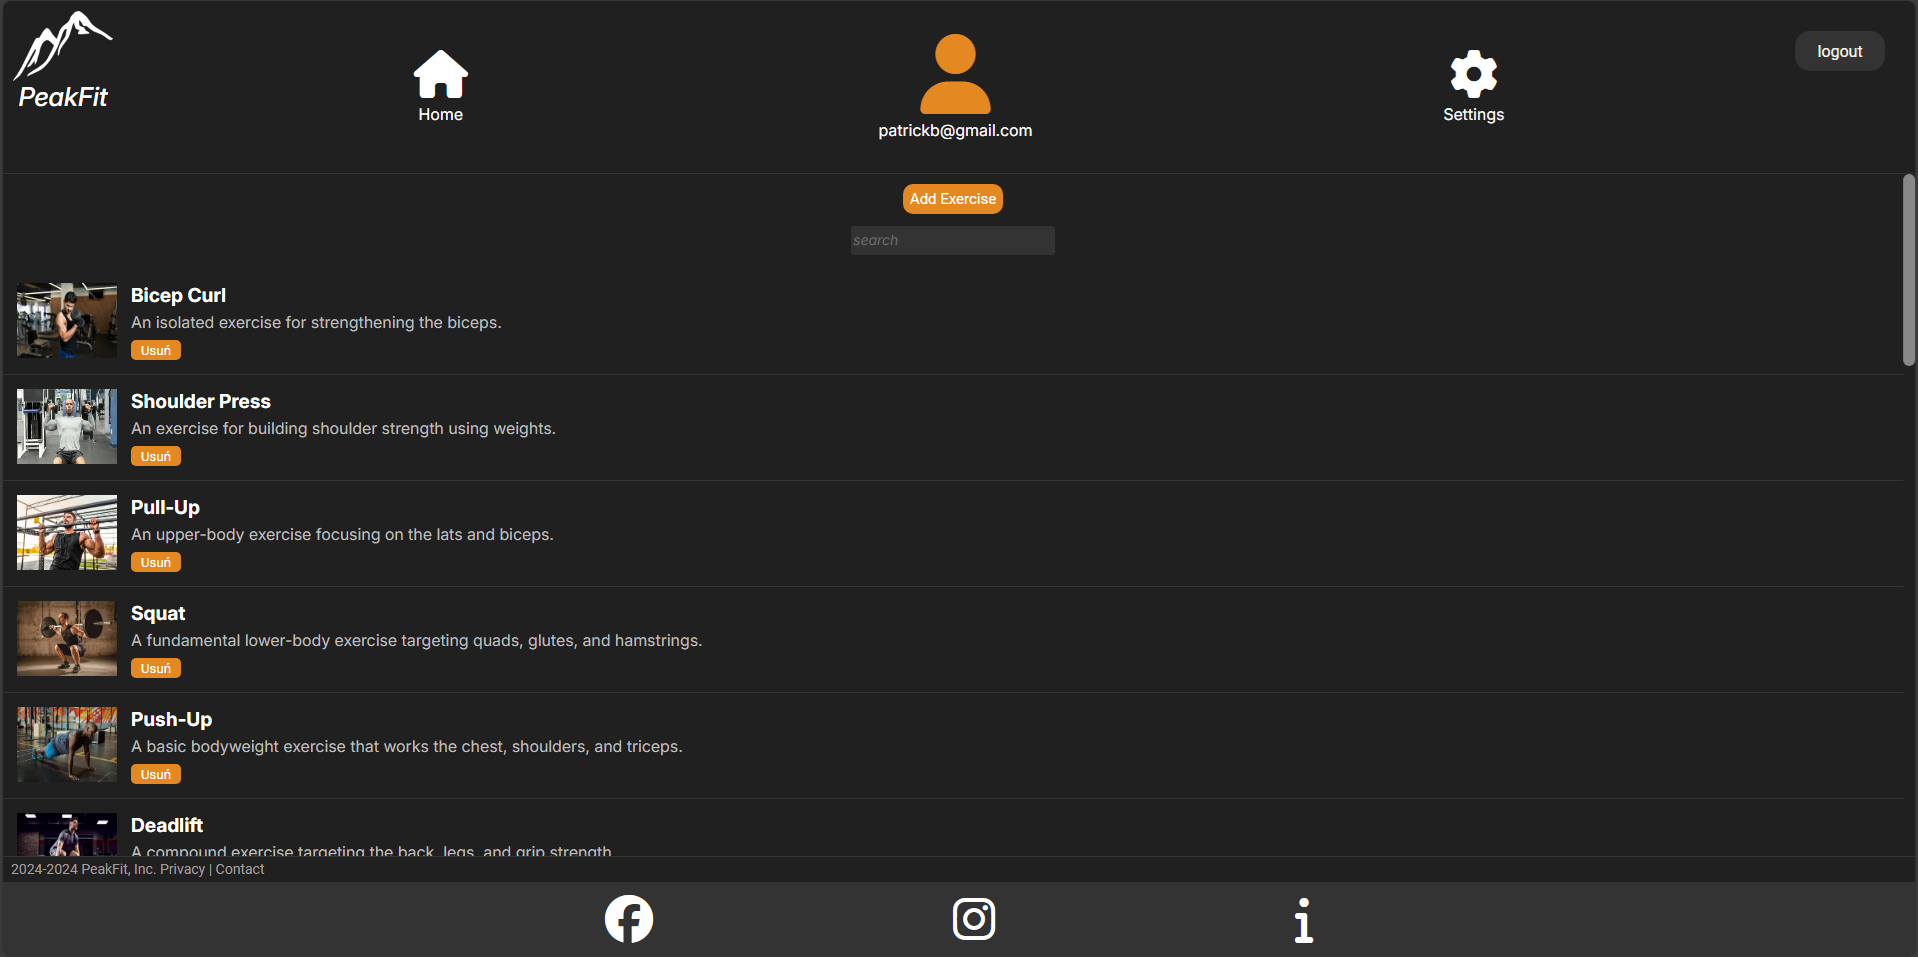 PeakFit
Home
patrickb@gmail.com
Settings
logout
Add Exercise
search
Bicep Curl
An isolated exercise for strengthening the biceps.
Usuń
Shoulder Press
An exercise for building shoulder strength using weights.
Usuń
Pull-Up
An upper-body exercise focusing on the lats and biceps.
Usuń
Squat
A fundamental lower-body exercise targeting quads, glutes, and hamstrings.
Usuń
Push-Up
A basic bodyweight exercise that works the chest, shoulders, and triceps.
Usuń
Deadlift
A compound exercise targeting the back, legs, and grip strength
2024-2024 PeakFit, Inc. Privacy | Contact